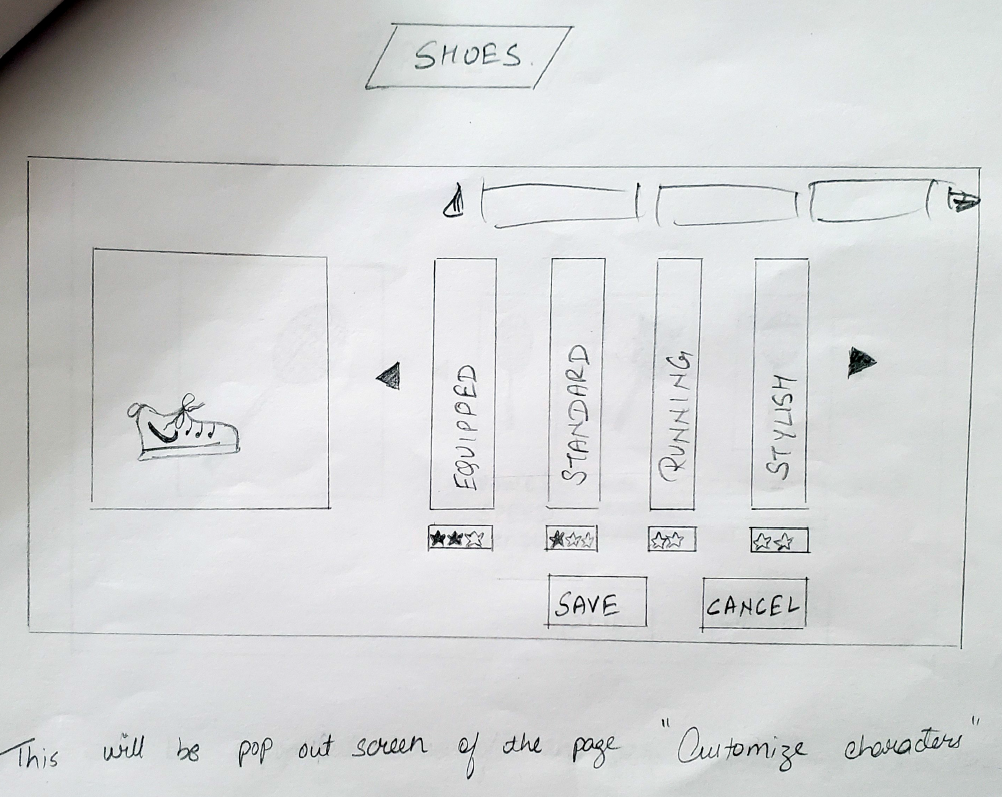 SHOES.
EQUIPPED
STANDARD
RUNNING
STYLISH
SAVE
CANCEL
This will be pop out screen of the page "Customize characters"